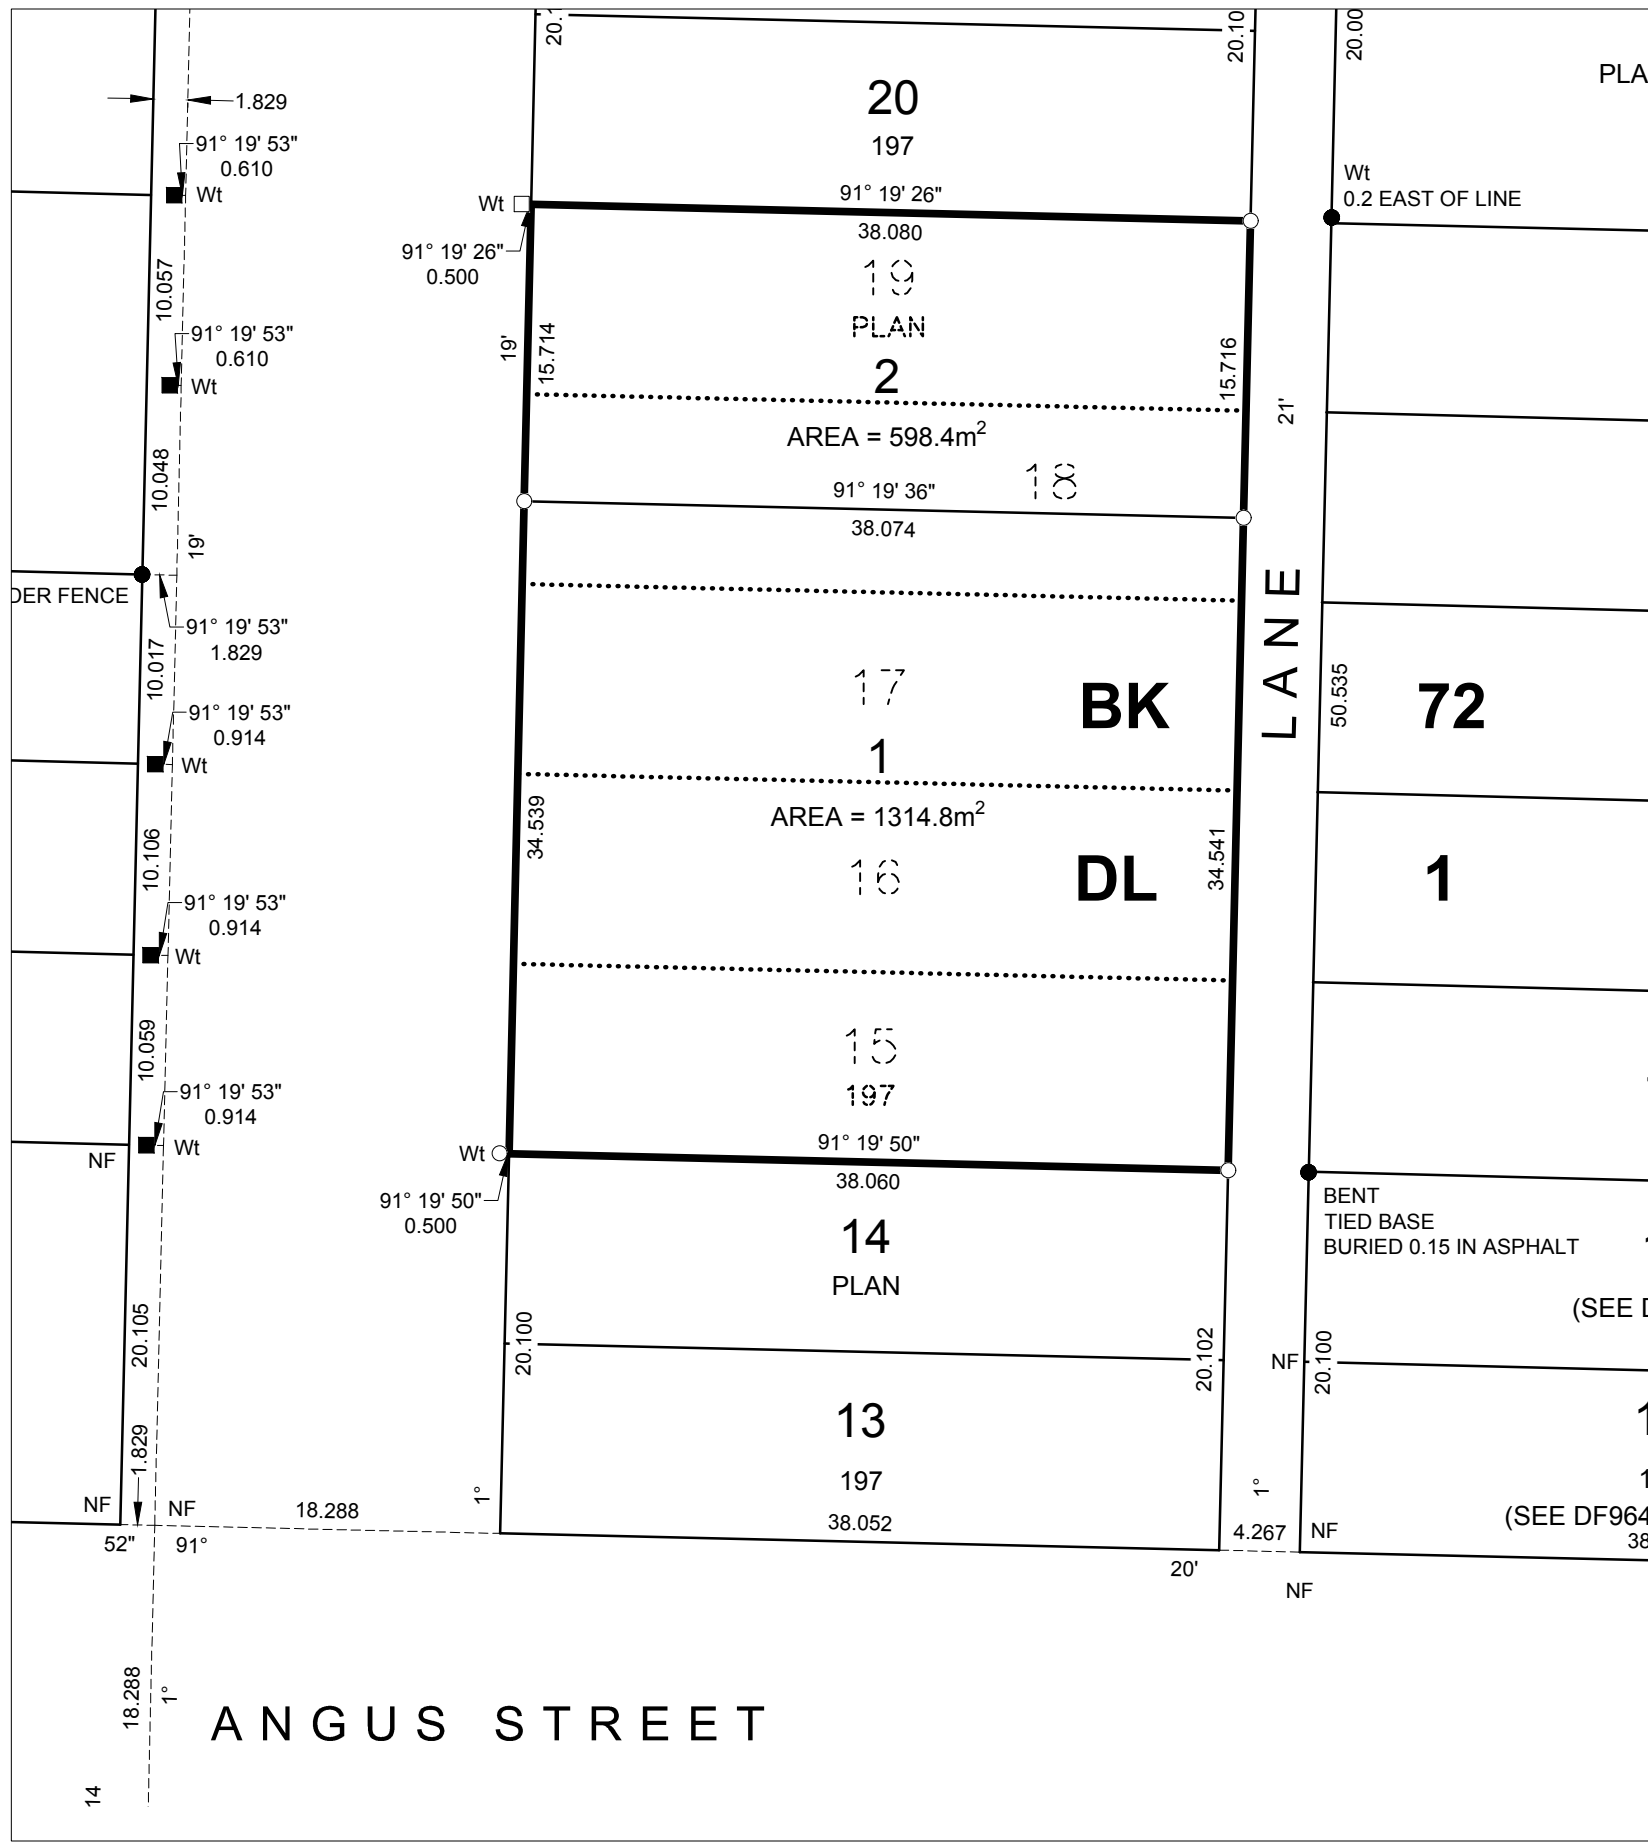 20.10
20.00
PLA
1.829
20
197
91° 19' 53"
0.610
Wt
Wt
0.2 EAST OF LINE
91° 19' 26"
38.080
Wt
91° 19' 26"
0.500
19
PLAN
2
AREA = 598.4m²
18
10.057
91° 19' 53"
0.610
Wt
19'
15.714
15.716
21'
91° 19' 36"
38.074
10.048
19'
DER FENCE
91° 19' 53"
1.829
10.017
91° 19' 53"
0.914
Wt
17
BK
72
1
LANE
50.535
AREA = 1314.8m²
34.539
34.541
16
DL
1
10.106
91° 19' 53"
0.914
Wt
10.059
91° 19' 53"
0.914
Wt
NF
15
197
91° 19' 50"
38.060
Wt
91° 19' 50"
0.500
BENT
TIED BASE
BURIED 0.15 IN ASPHALT
14
PLAN
(SEE D
20.105
20.100
20.102
NF
20.100
13
197
38.052
1.829
NF
NF
18.288
1°
1°
4.267
NF
(SEE DF964
38
52"
91°
20'
NF
18.288
1°
ANGUS STREET
14